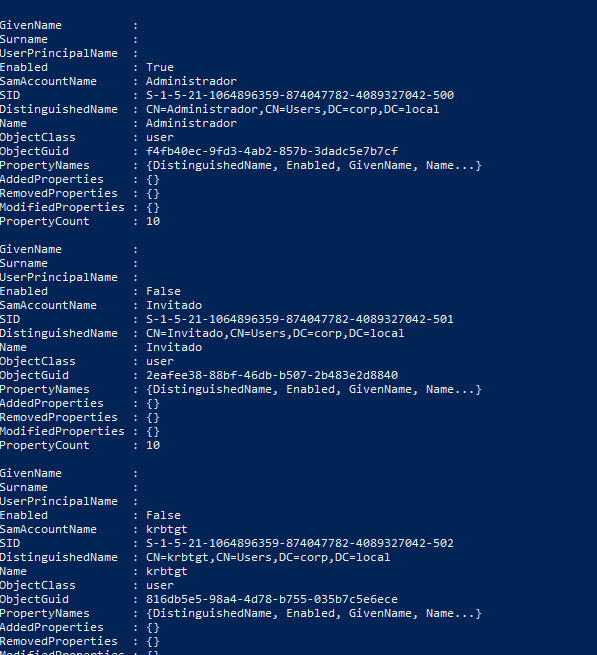 GivenName :
Surname :
UserPrincipalName :
Enabled : True
SamAccountName : Administrador
SID : S-1-5-21-1064896359-874047782-4089327042-500
DistinguishedName : CN=Administrador,CN=Users,DC=corp,DC=local
Name : Administrador
ObjectClass : user
ObjectGuid : f4fb40ec-9fd3-4ab2-857b-3dadc5e7b7cf
PropertyNames : {DistinguishedName, Enabled, GivenName, Name...}
AddedProperties : {}
RemovedProperties : {}
ModifiedProperties : {}
PropertyCount : 10
GivenName :
Surname :
UserPrincipalName :
Enabled : False
SamAccountName : Invitado
SID : S-1-5-21-1064896359-874047782-4089327042-501
DistinguishedName : CN=Invitado,CN=Users,DC=corp,DC=local
Name : Invitado
ObjectClass : user
ObjectGuid : 2eafee38-88bf-46db-b507-2b483e2d8840
PropertyNames : {DistinguishedName, Enabled, GivenName, Name...}
AddedProperties : {}
RemovedProperties : {}
ModifiedProperties : {}
PropertyCount : 10
GivenName :
Surname :
UserPrincipalName :
Enabled : False
SamAccountName : krbtgt
SID : S-1-5-21-1064896359-874047782-4089327042-502
DistinguishedName : CN=krbtgt,CN=Users,DC=corp,DC=local
Name : krbtgt
ObjectClass : user
ObjectGuid : 816db5e5-98a4-4d78-b755-035b7c5e6ece
PropertyNames : {DistinguishedName, Enabled, GivenName, Name...}
AddedProperties : {}
RemovedProperties : {}
ModifiedProperties : {}